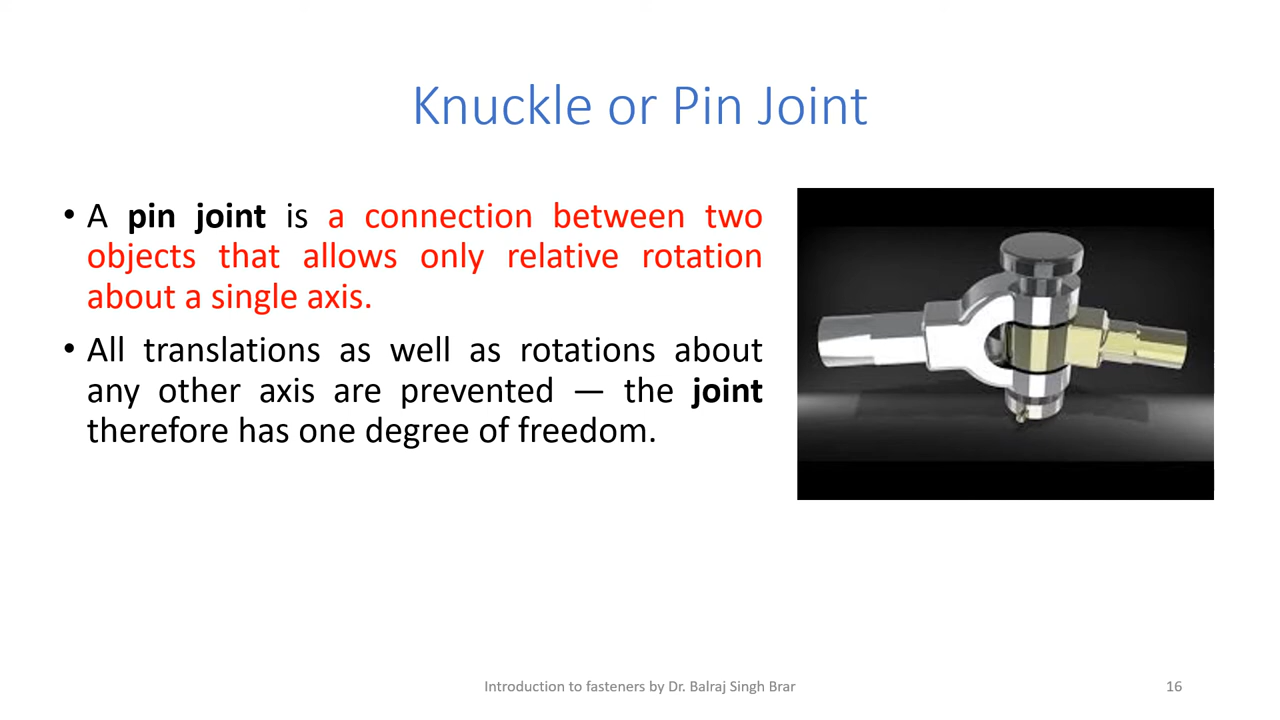 Knuckle or Pin Joint
• A pin joint is a connection between two
objects that allows only relative rotation
about a single axis.
• All translations as well as rotations about
any other axis are prevented — the joint
therefore has one degree of freedom.
Introduction to fasteners by Dr. Balraj Singh Brar
16